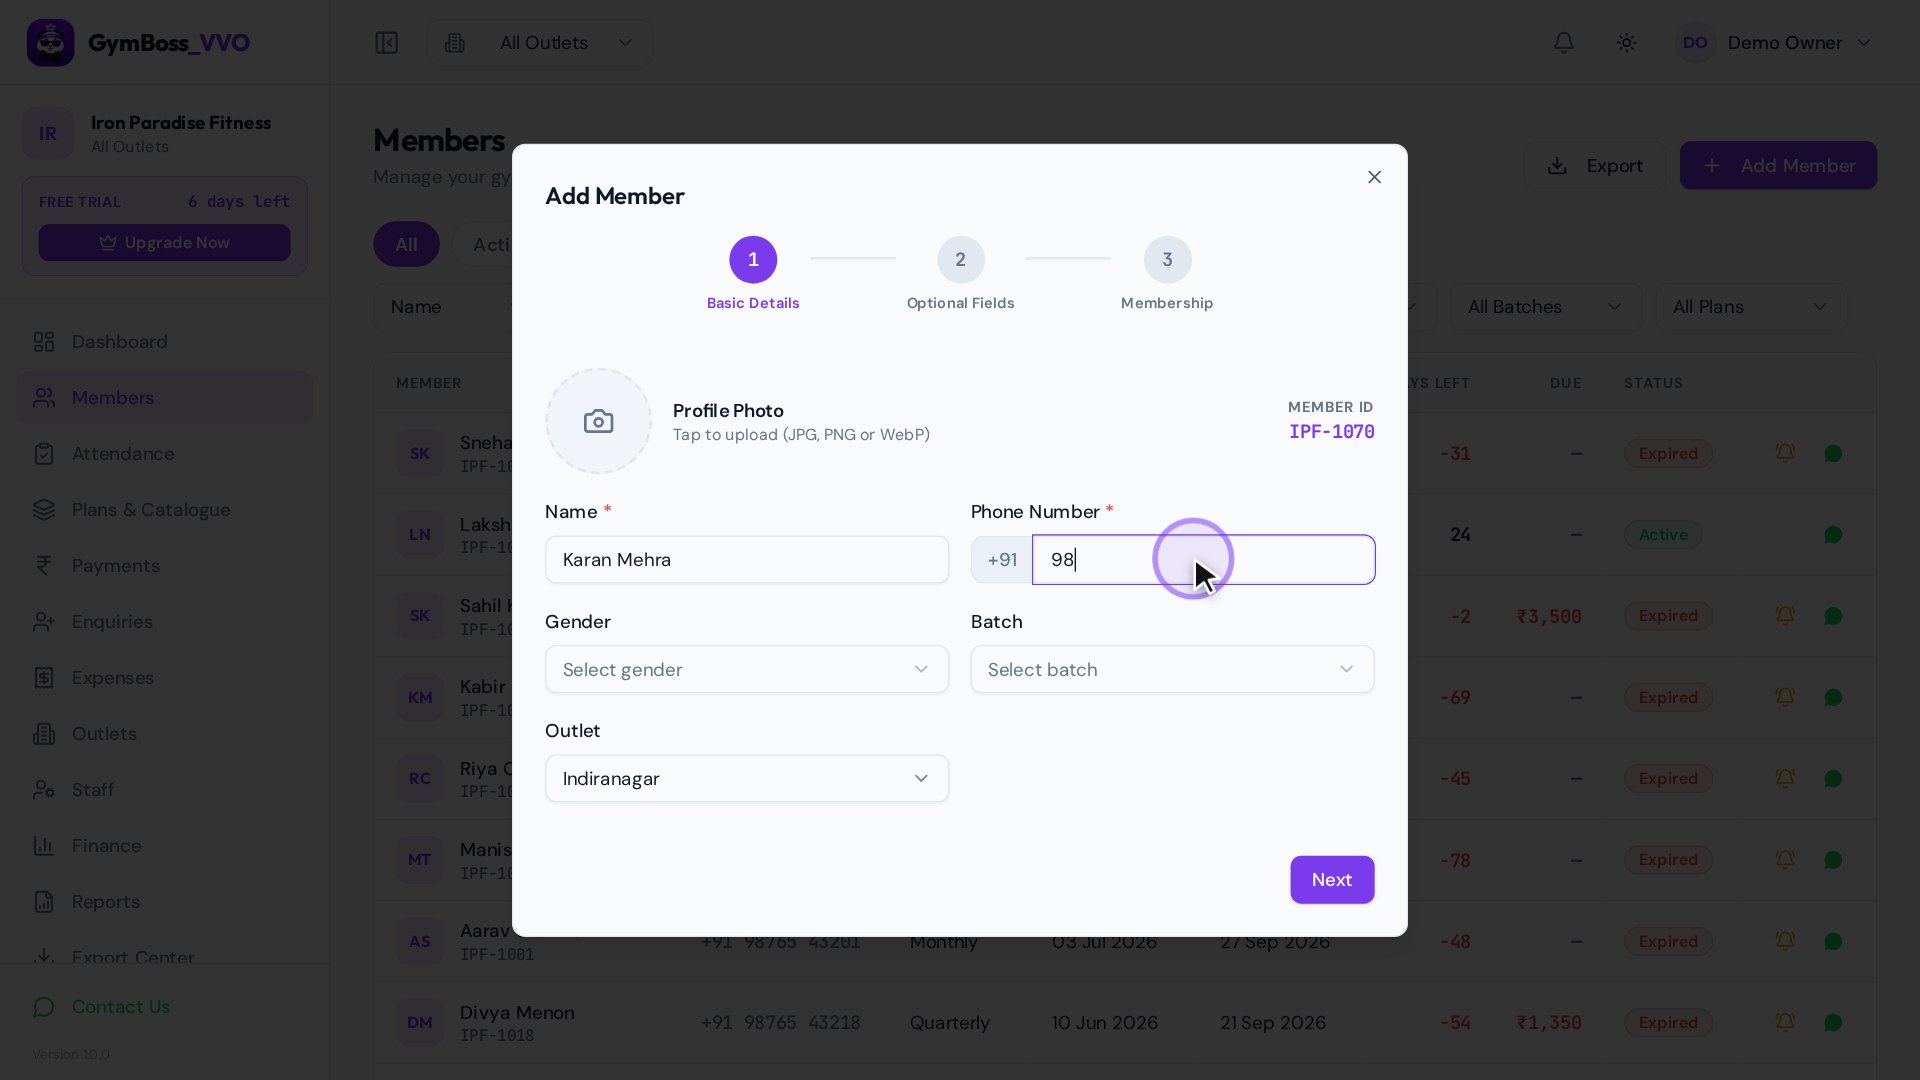 GymBoss_VVO
All Outlets
DO
Demo Owner
IR
Iron Paradise Fitness
All Outlets
FREE TRIAL
6 days left
Upgrade Now
Dashboard
Members
Attendance
Plans & Catalogue
Payments
Enquiries
Expenses
Outlets
Staff
Finance
Reports
Export Center
Contact Us
Version 1.0.0
Members
Manage your
Export
Add Member
All
Name
All Batches
All Plans
MEMBER
LEFT
DUE
STATUS
SK
-31
—
Expired
LN
24
—
Active
SK
Sahil
-2
₹3,500
Expired
KM
Kabir
-69
—
Expired
RC
Riya
-45
—
Expired
MT
-78
—
Expired
AS
Aarav
IPF-1001
+91 98765 43201
Monthly
03 Jul 2026
27 Sep 2026
-48
—
Expired
DM
Divya Menon
IPF-1018
+91 98765 43218
Quarterly
10 Jun 2026
21 Sep 2026
-54
₹1,350
Expired
Add Member
1
2
3
Basic Details
Optional Fields
Membership
Profile Photo
Tap to upload (JPG, PNG or WebP)
MEMBER ID
IPF-1070
Name *
Phone Number *
Karan Mehra
+91
98
Gender
Batch
Select gender
Select batch
Outlet
Indiranagar
Next